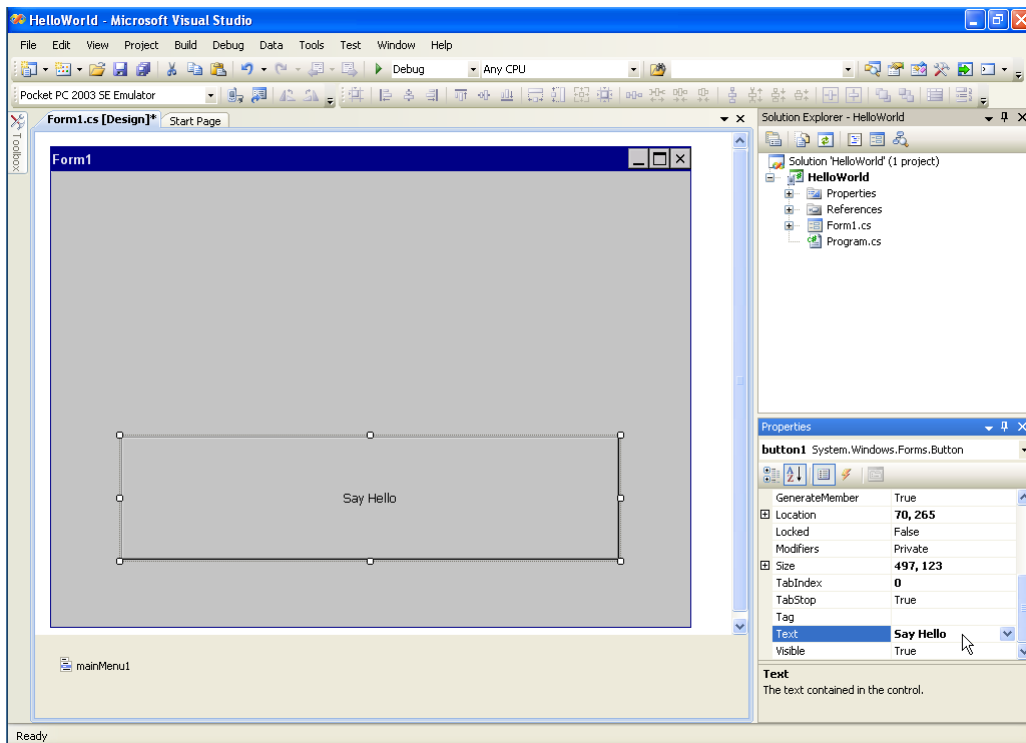 HelloWorld - Microsoft Visual Studio
File Edit View Project Build Debug Data Tools Test Window Help
Debug Any CPU
Pocket PC 2003 SE Emulator
Toolbox
Form1.cs [Design]* Start Page
Form1
Say Hello
mainMenu1
Solution Explorer - HelloWorld
Solution 'HelloWorld' (1 project)
HelloWorld
Properties
References
Form1.cs
Program.cs
Properties
button1 System.Windows.Forms.Button
GenerateMember True
Location 70, 265
Locked False
Modifiers Private
Size 497, 123
TabIndex 0
TabStop True
Tag
Text Say Hello
Visible True
Text
The text contained in the control.
Ready